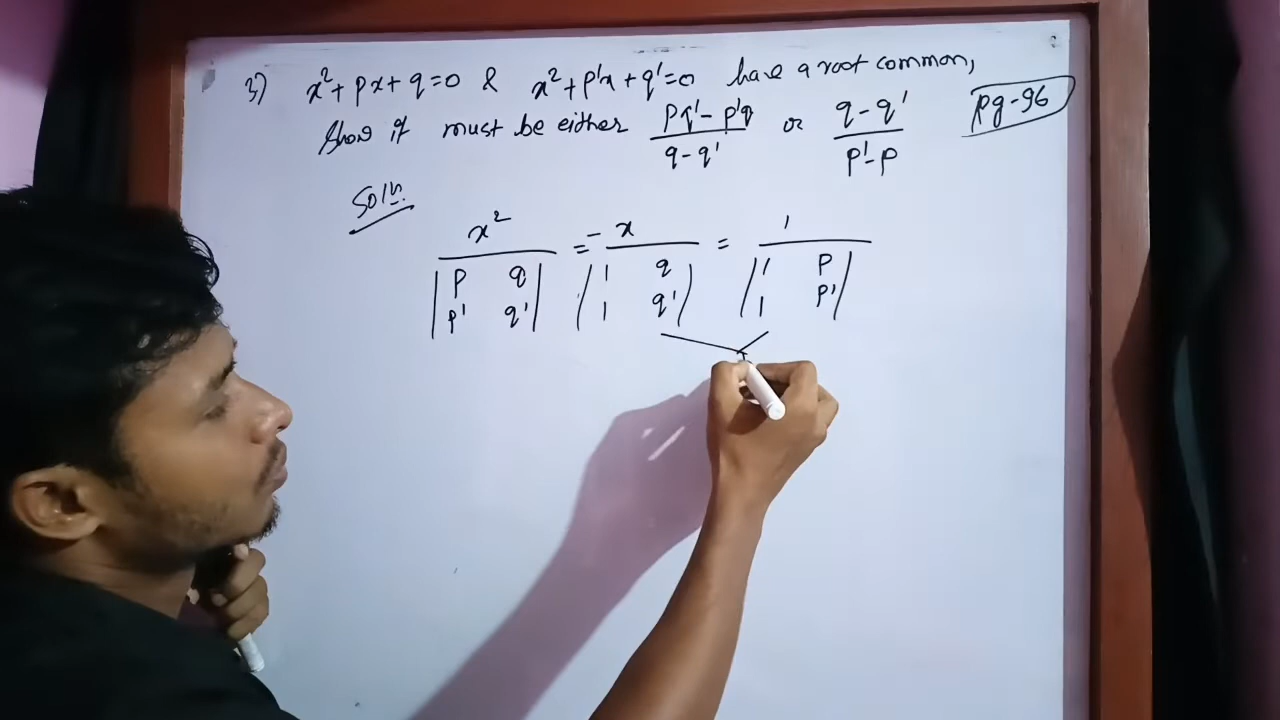 3) x² + px + q = 0 & x² + p'x + q' = 0 have a root common,
Show it must be either (pq' - p'q)/(q - q') or (q - q')/(p' - p) pg-96
Soln.
x²/|p q; p' q'| = -x/|1 q; 1 q'| = 1/|1 p; 1 p'|